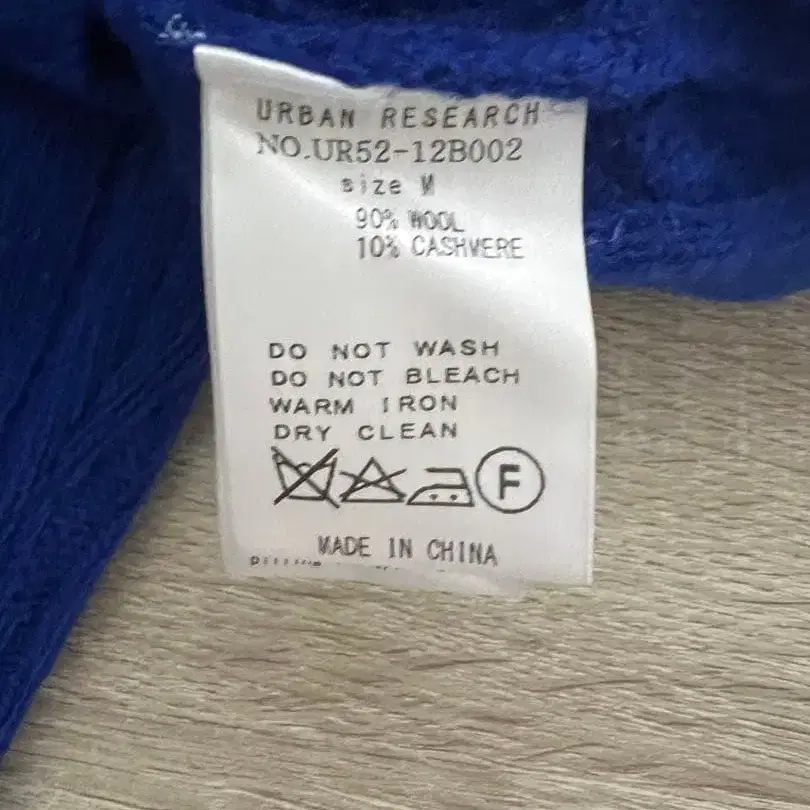 URBAN RESEARCH
NO.UR52-12B002
size M
90% WOOL
10% CASHMERE
DO NOT WASH
DO NOT BLEACH
WARM IRON
DRY CLEAN
F
MADE IN CHINA